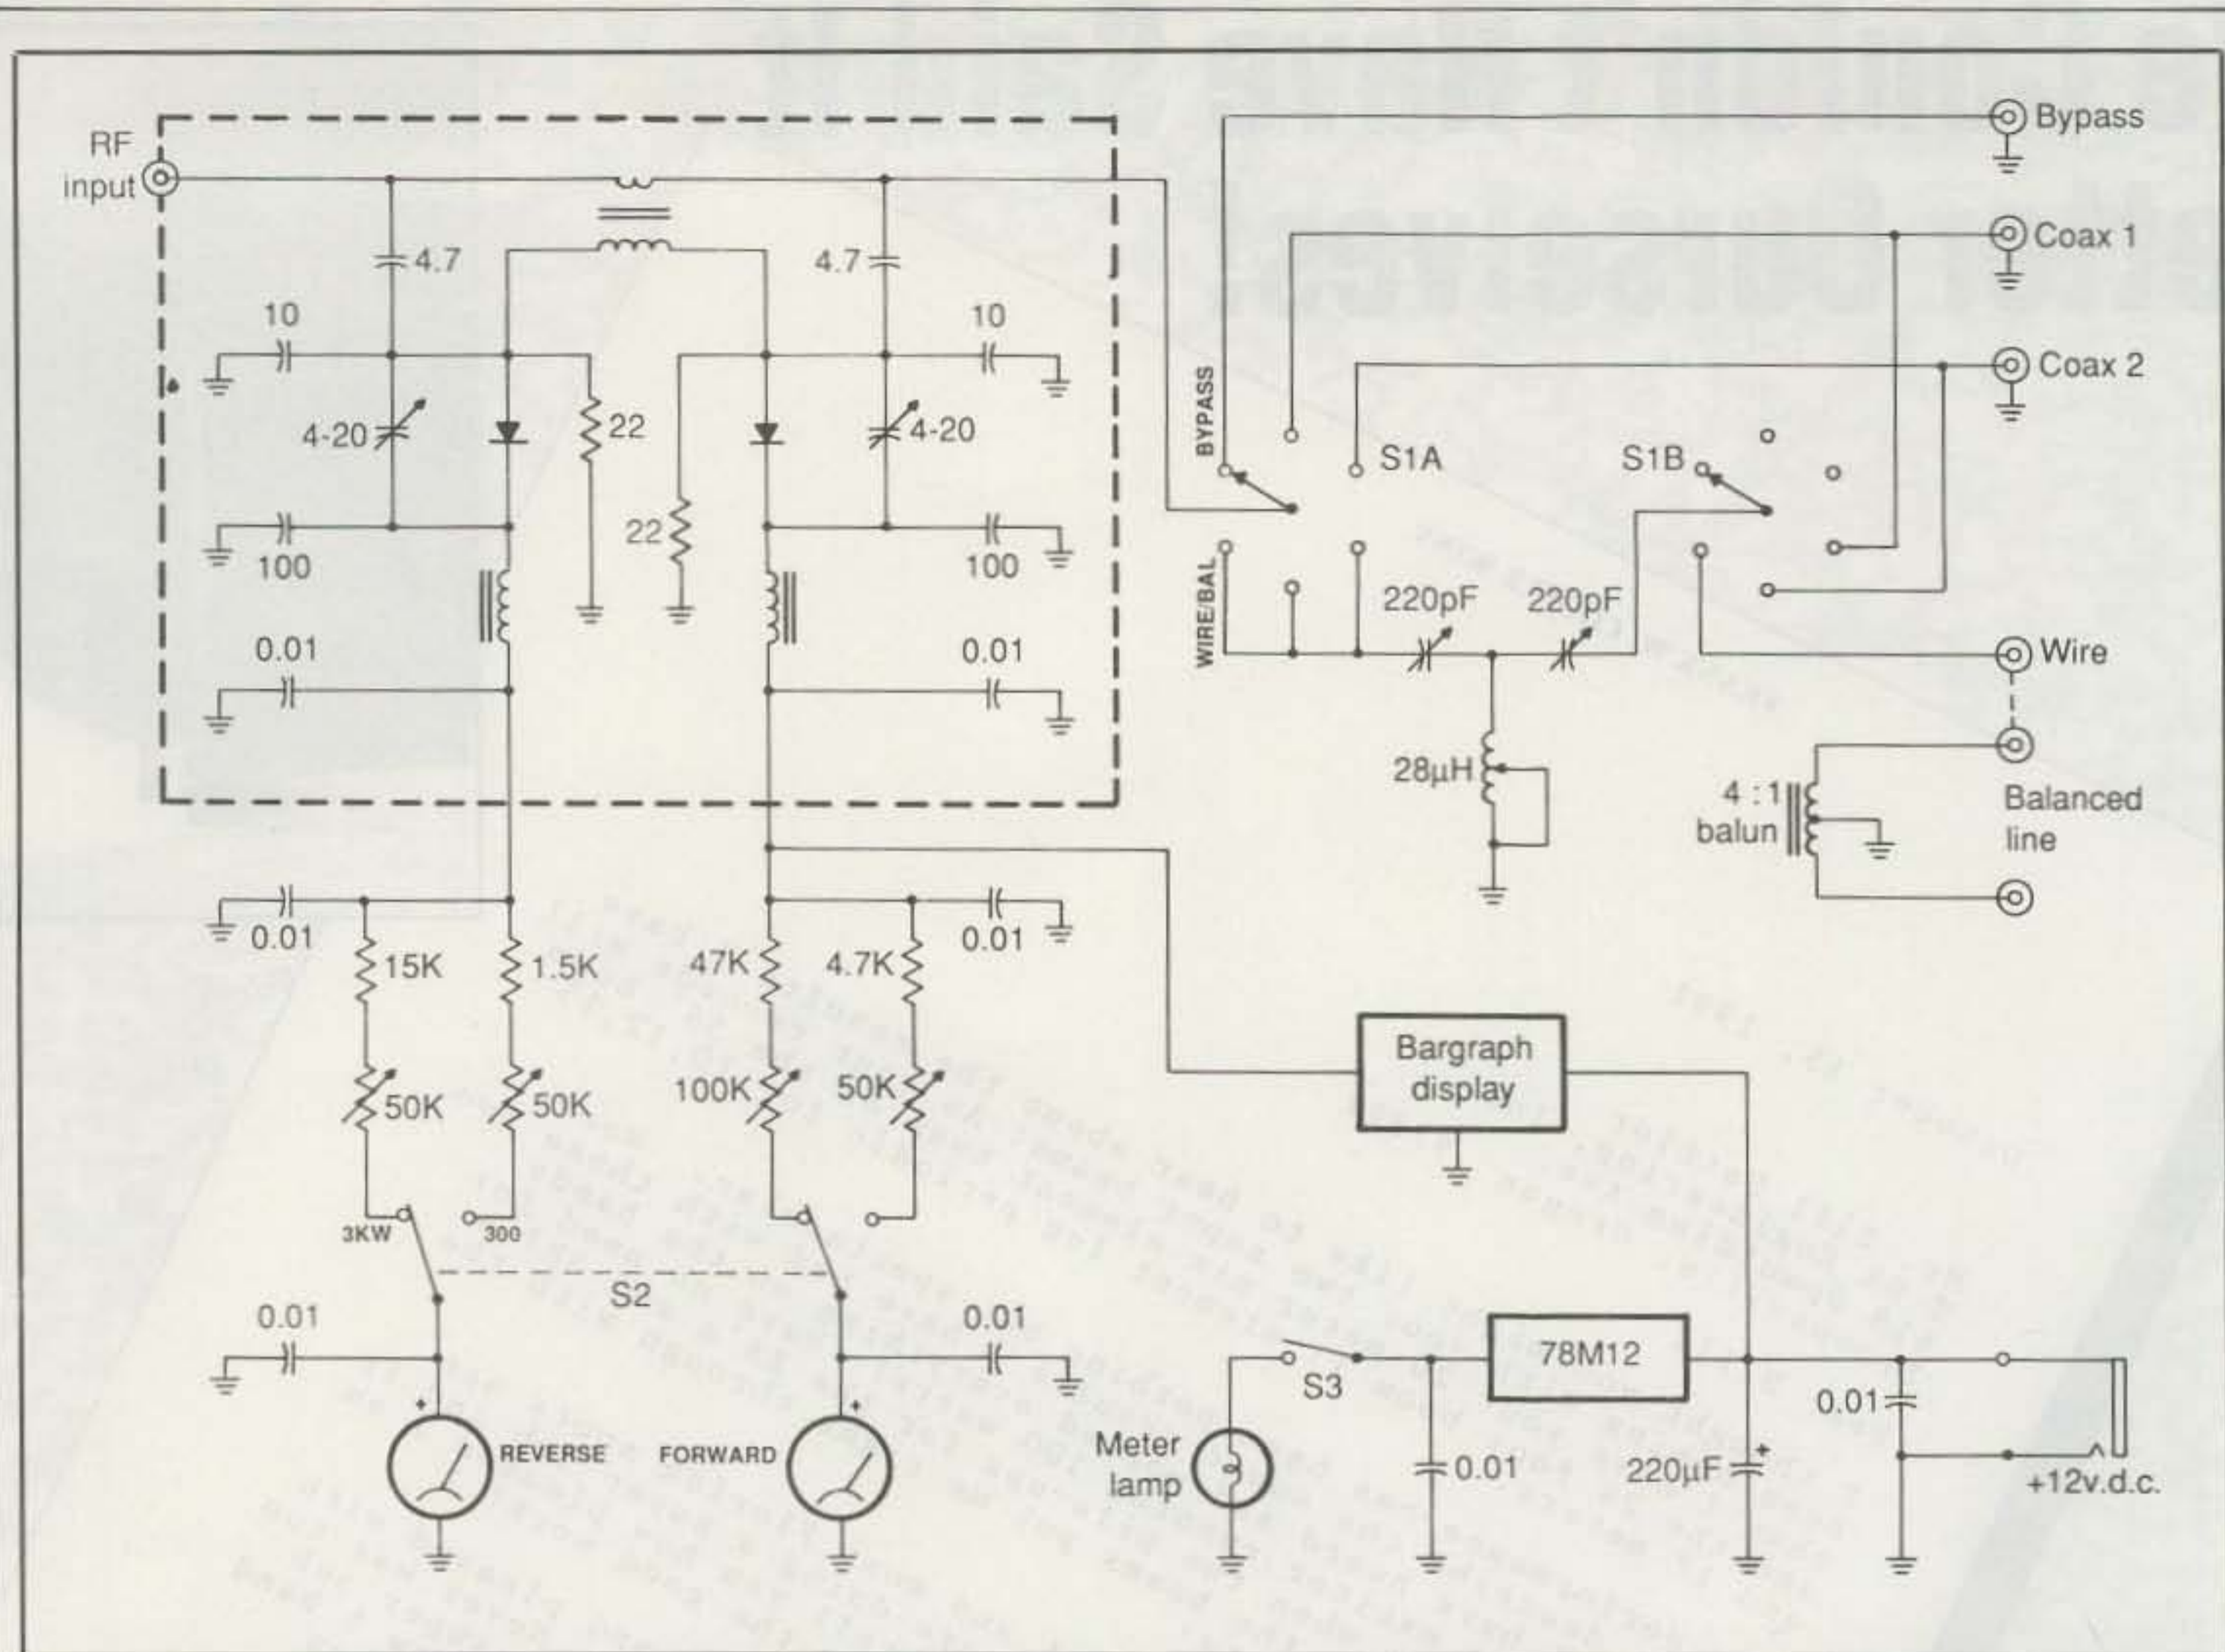 RF
input
4.7
4.7
10
10
4-20
22
4-20
22
100
100
0.01
0.01
0.01
0.01
15K
1.5K
47K
4.7K
50K
50K
100K
50K
3KW
300
S2
0.01
0.01
+
REVERSE
FORWARD
+
Bypass
Coax 1
Coax 2
BYPASS
S1A
S1B
WIRE/BAL
220pF
220pF
Wire
28µH
4:1
balun
Balanced
line
Bargraph
display
78M12
S3
Meter
lamp
0.01
220µF
+
0.01
+12v.d.c.